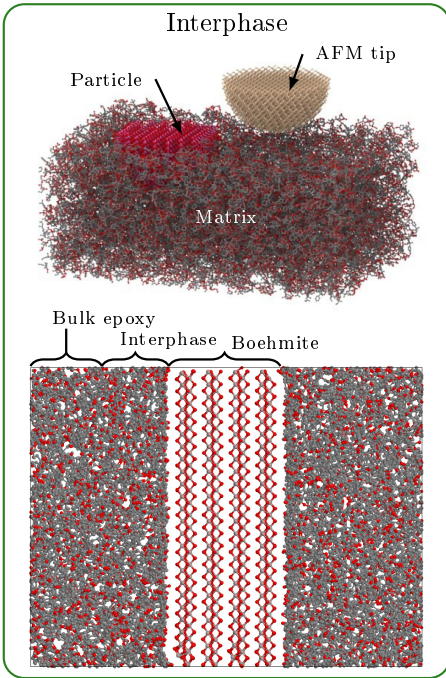 Interphase
AFM tip
Particle
Matrix
Bulk epoxy
Interphase
Boehmite